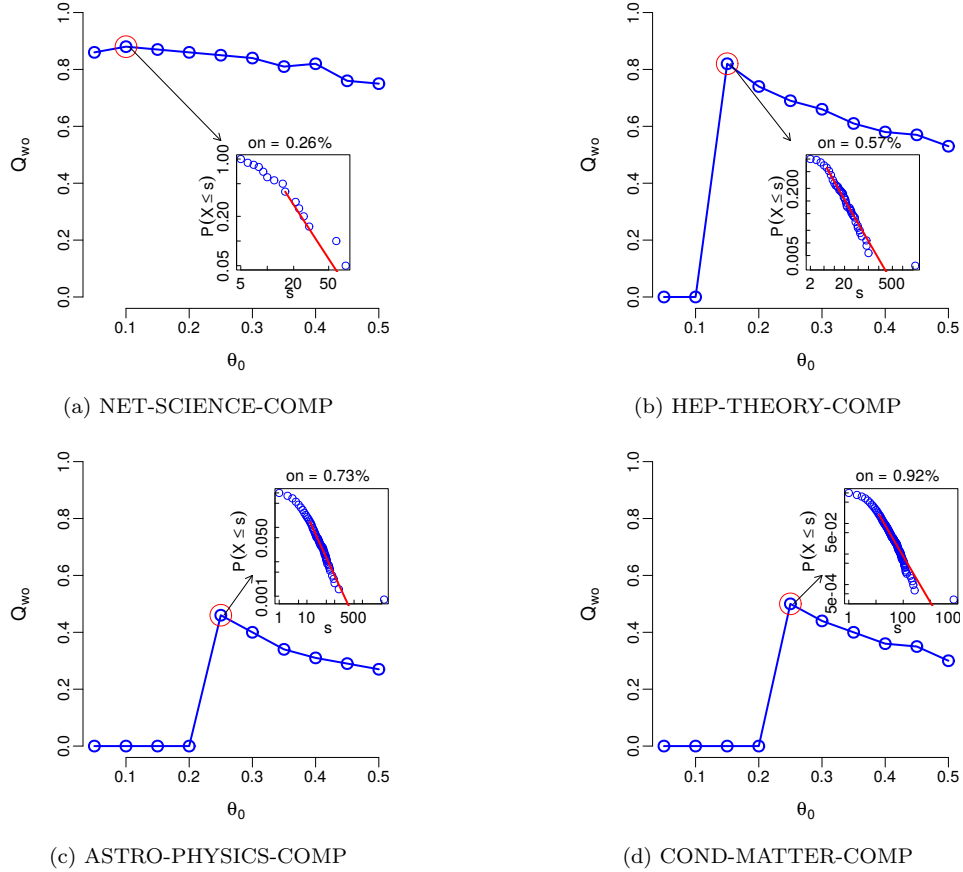 Q_wo
0.0 0.2 0.4 0.6 0.8 1.0
0.1 0.2 0.3 0.4 0.5
θ_0
on = 0.26%
P(X ≤ s)
0.05 0.20 1.00
5 20 50
s
(a) NET-SCIENCE-COMP
Q_wo
0.0 0.2 0.4 0.6 0.8 1.0
0.1 0.2 0.3 0.4 0.5
θ_0
on = 0.57%
P(X ≤ s)
0.005 0.200
2 20 500
s
(b) HEP-THEORY-COMP
Q_wo
0.0 0.2 0.4 0.6 0.8 1.0
0.1 0.2 0.3 0.4 0.5
θ_0
on = 0.73%
P(X ≤ s)
0.001 0.050
1 10 500
s
(c) ASTRO-PHYSICS-COMP
Q_wo
0.0 0.2 0.4 0.6 0.8 1.0
0.1 0.2 0.3 0.4 0.5
θ_0
on = 0.92%
P(X ≤ s)
5e-04 5e-02
1 100
s
(d) COND-MATTER-COMP